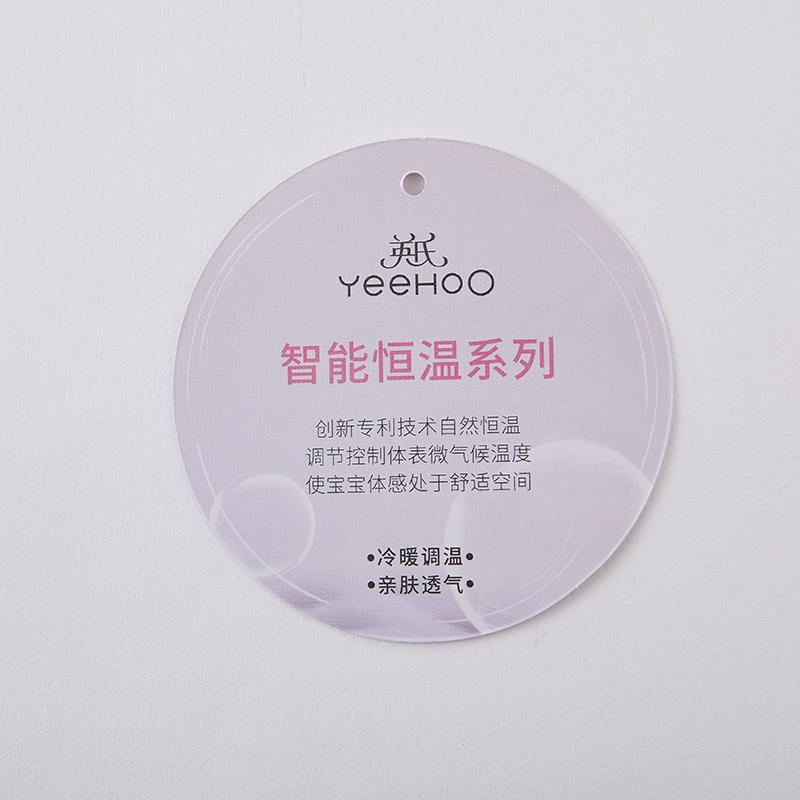 英氏
YeeHoO
智能恒温系列
创新专利技术自然恒温
调节控制体表微气候温度
使宝宝体感处于舒适空间
•冷暖调温•
•亲肤透气•